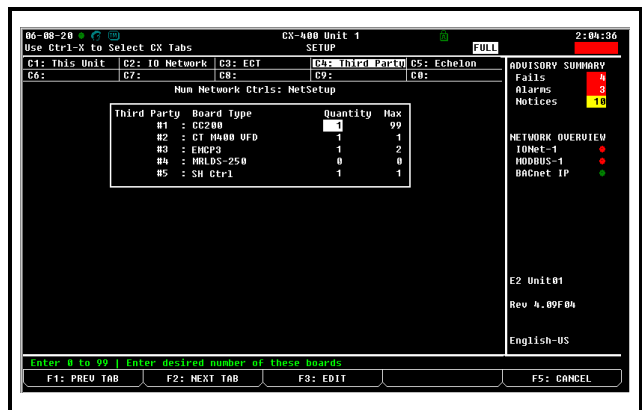 06-08-20 CX-400 Unit 1 2:04:36
Use Ctrl-X to Select CX Tabs SETUP FULL
C1: This Unit C2: IO Network C3: ECT C4: Third Party C5: Echelon
C6: C7: C8: C9: C0:
Num Network Ctrls: NetSetup
Third Party Board Type Quantity Max
#1 : CC200 1 99
#2 : CT M400 VFD 1 1
#3 : EMCP3 1 2
#4 : MRLDS-250 0 0
#5 : SH Ctrl 1 1
ADVISORY SUMMARY
Fails 4
Alarms 3
Notices 10
NETWORK OVERVIEW
IONet-1
MODBUS-1
BACnet IP
E2 Unit01
Rev 4.09F04
English-US
Enter 0 to 99 | Enter desired number of these boards
F1: PREV TAB F2: NEXT TAB F3: EDIT F5: CANCEL